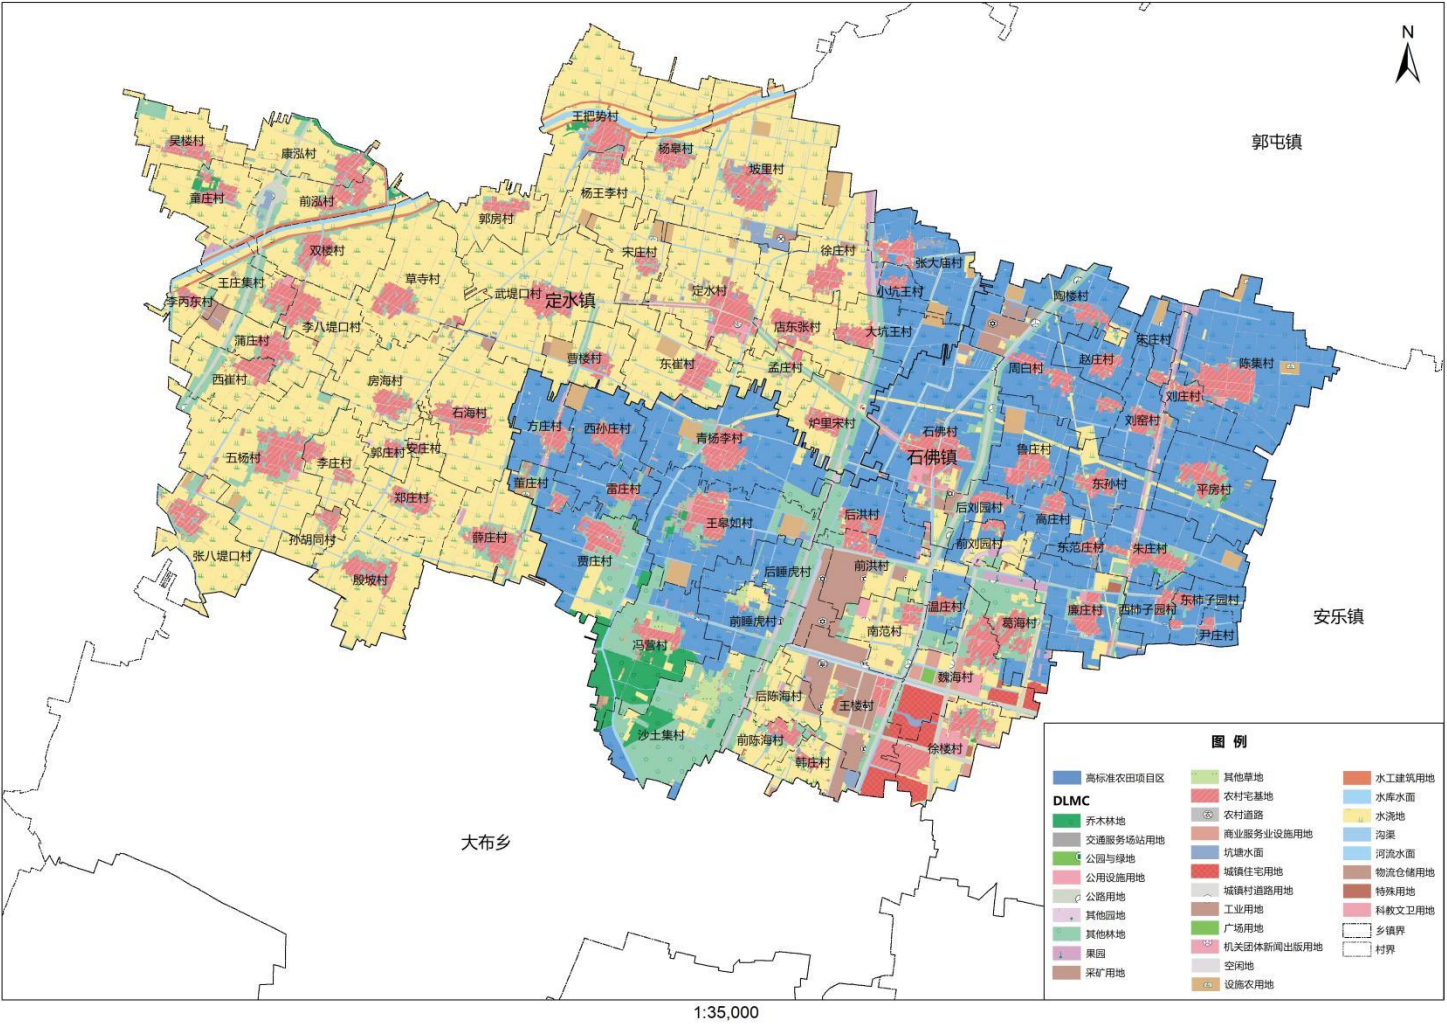 N
郭屯镇
王把势村
吴楼村
康泓村
杨皋村
坡里村
童庄村
前泓村
杨王李村
郭房村
双楼村
宋庄村
徐庄村
张大庙村
王庄集村
草寺村
武堤口村
定水镇
定水村
小坑王村
陶楼村
李丙东村
李八堤口村
店东张村
大坑王村
蒲庄村
朱庄村
曹楼村
东崔村
孟庄村
周白村
赵庄村
陈集村
西崔村
房海村
刘庄村
石海村
方庄村
西孙庄村
青杨李村
炉里宋村
石佛村
刘窑村
五杨村
李庄村
郭庄村
安庄村
石佛镇
鲁庄村
董庄村
雷庄村
东孙村
平房村
郑庄村
王皋如村
后洪村
后刘园村
高庄村
薛庄村
孙胡同村
前刘园村
东范庄村
朱庄村
张八堤口村
贾庄村
后睡虎村
前洪村
殷坡村
温庄村
廉庄村
西柿子园村
东柿子园村
前睡虎村
南范村
葛海村
尹庄村
安乐镇
冯营村
魏海村
后陈海村
王楼村
沙土集村
前陈海村
徐楼村
韩庄村
大布乡
图 例
高标准农田项目区
DLMC
乔木林地
交通服务场站用地
公园与绿地
公用设施用地
公路用地
其他园地
其他林地
果园
采矿用地
其他草地
农村宅基地
农村道路
商业服务业设施用地
坑塘水面
城镇住宅用地
城镇村道路用地
工业用地
广场用地
机关团体新闻出版用地
空闲地
设施农用地
水工建筑用地
水库水面
水浇地
沟渠
河流水面
物流仓储用地
特殊用地
科教文卫用地
乡镇界
村界
1:35,000